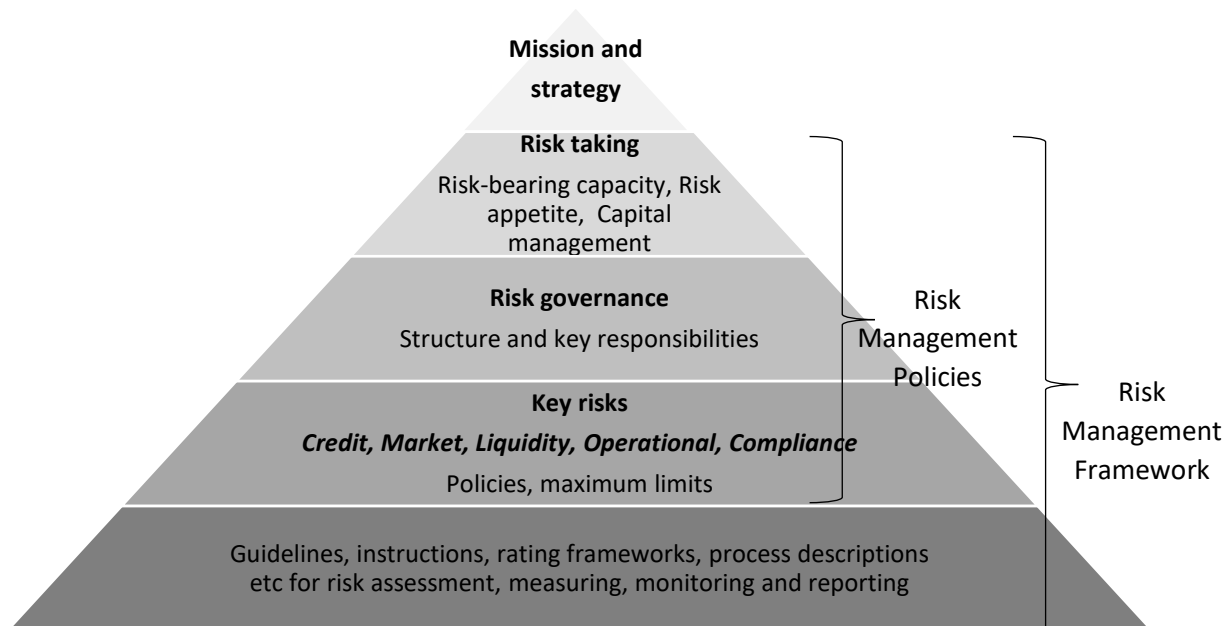 Mission and
strategy
Risk taking
Risk-bearing capacity, Risk
appetite,  Capital
management
Risk governance
Structure and key responsibilities
Key risks
Credit, Market, Liquidity, Operational, Compliance
Policies, maximum limits
Guidelines, instructions, rating frameworks, process descriptions
etc for risk assessment, measuring, monitoring and reporting
Risk
Management
Policies
Risk
Management
Framework